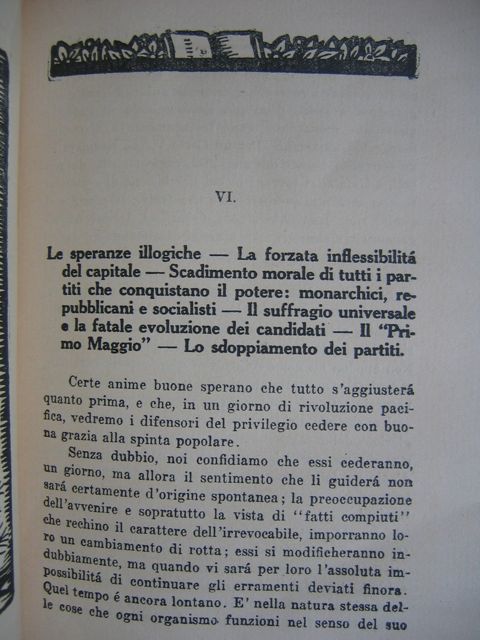 VI.
Le speranze illogiche — La forzata inflessibilitá
del capitale — Scadimento morale di tutti i par-
titi che conquistano il potere: monarchici, re-
pubblicani e socialisti — Il suffragio universale
e la fatale evoluzione dei candidati — Il "Pri-
mo Maggio" — Lo sdoppiamento dei partiti.
Certe anime buone sperano che tutto s'aggiusterá
quanto prima, e che, in un giorno di rivoluzione paci-
fica, vedremo i difensori del privilegio cedere con buo-
na grazia alla spinta popolare.
Senza dubbio, noi confidiamo che essi cederanno,
un giorno, ma allora il sentimento che li guiderá non
sará certamente d'origine spontanea; la preoccupazione
dell'avvenire e sopratutto la vista di "fatti compiuti"
che rechino il carattere dell'irrevocabile, imporranno lo-
ro un cambiamento di rotta; essi si modificheranno in-
dubbiamente, ma quando vi sará per loro l'assoluta im-
possibilitá di continuare gli erramenti deviati finora.
Quel tempo é ancora lontano. E' nella natura stessa del-
le cose che ogni organismo funzioni nel senso del suo